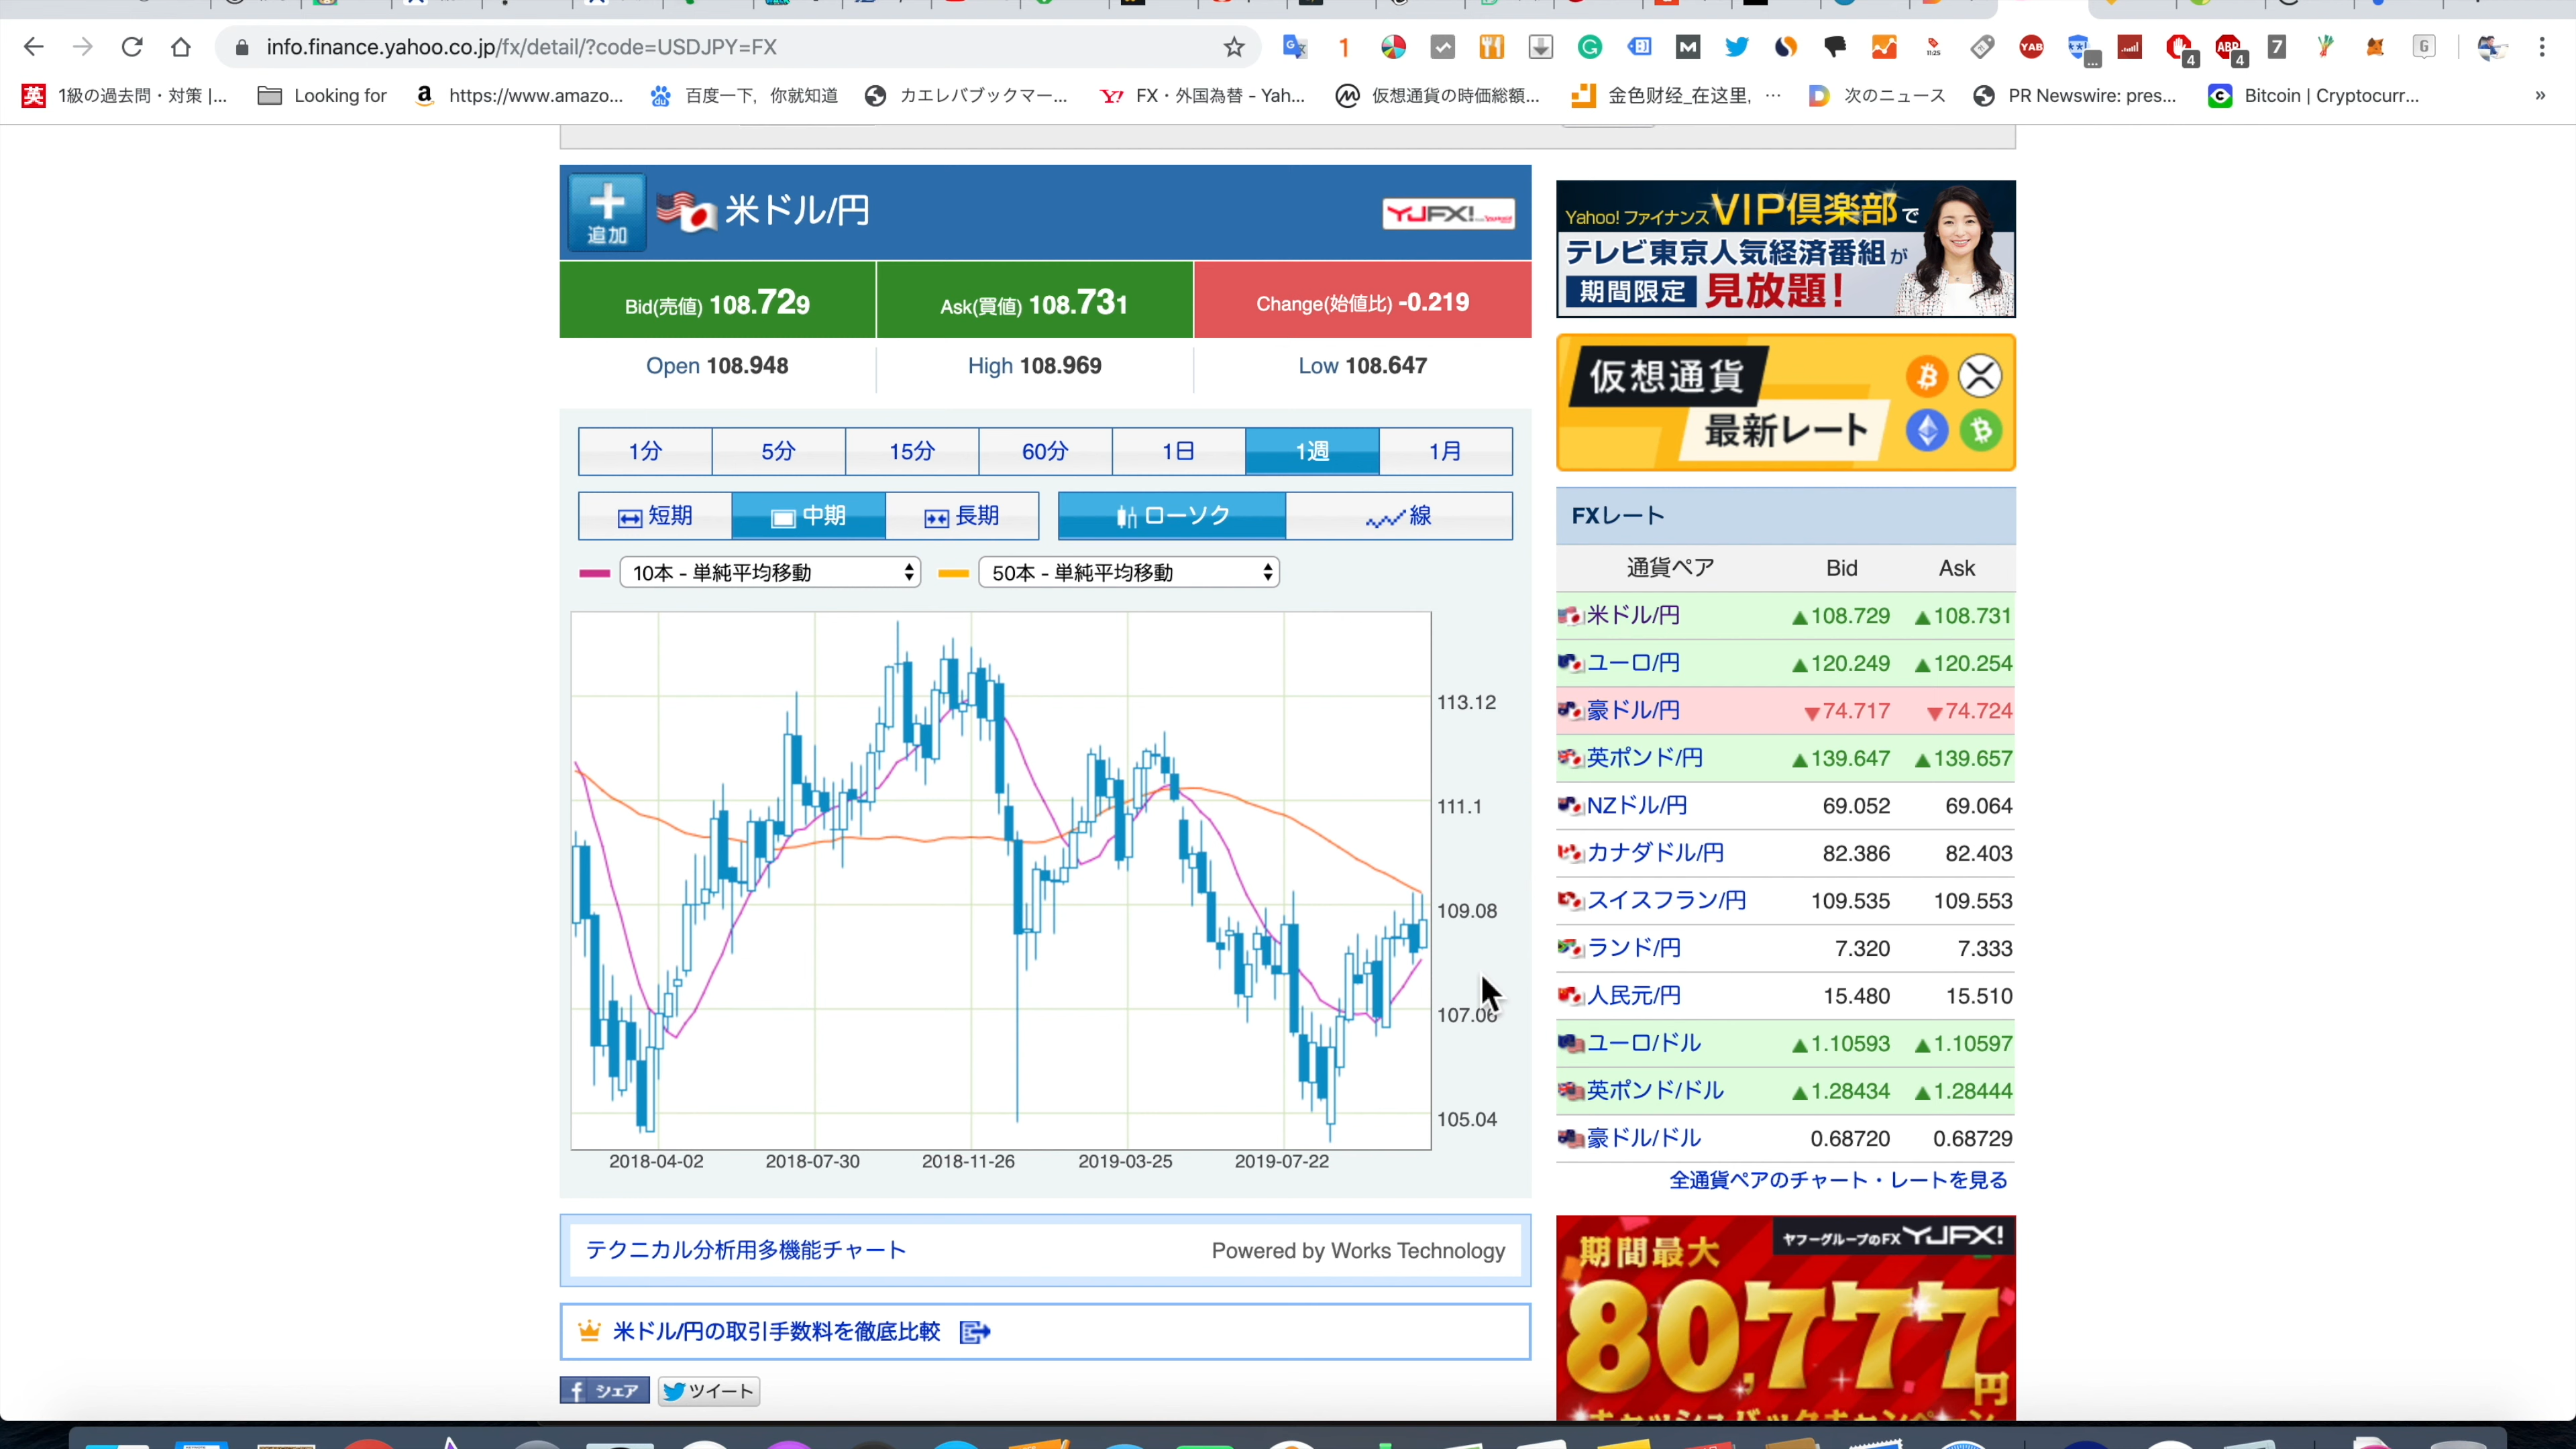 info.finance.yahoo.co.jp/fx/detail/?code=USDJPY=FX
1
11:25
YAB
...
4
ABP
4
7
G
英 1級の過去問・対策 |...
Looking for
https://www.amazo...
百度一下，你就知道
カエレバブックマー...
FX・外国為替 - Yah...
仮想通貨の時価総額...
金色财经_在这里, ...
次のニュース
PR Newswire: pres...
Bitcoin | Cryptocurr...
»
追加
米ドル/円
YJFX!
Bid(売値) 108.729
Ask(買値) 108.731
Change(始値比) -0.219
Open 108.948
High 108.969
Low 108.647
1分 5分 15分 60分 1日 1週 1月
短期 中期 長期 ローソク 線
10本 - 単純平均移動
50本 - 単純平均移動
113.12
111.1
109.08
107.06
105.04
2018-04-02 2018-07-30 2018-11-26 2019-03-25 2019-07-22
テクニカル分析用多機能チャート
Powered by Works Technology
米ドル/円の取引手数料を徹底比較
f シェア
ツイート
Yahoo! ファイナンス VIP倶楽部で
テレビ東京人気経済番組が
期間限定 見放題!
仮想通貨
最新レート
FXレート
通貨ペア Bid Ask
米ドル/円 ▲108.729 ▲108.731
ユーロ/円 ▲120.249 ▲120.254
豪ドル/円 ▼74.717 ▼74.724
英ポンド/円 ▲139.647 ▲139.657
NZドル/円 69.052 69.064
カナダドル/円 82.386 82.403
スイスフラン/円 109.535 109.553
ランド/円 7.320 7.333
人民元/円 15.480 15.510
ユーロ/ドル ▲1.10593 ▲1.10597
英ポンド/ドル ▲1.28434 ▲1.28444
豪ドル/ドル 0.68720 0.68729
全通貨ペアのチャート・レートを見る
ヤフーグループのFX YJFX!
期間最大
80,777円